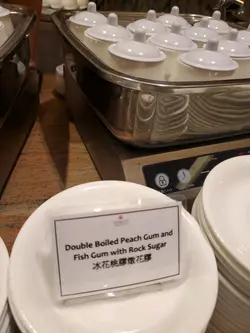 Double Boiled Peach Gum and
Fish Gum with Rock Sugar
冰花桃膠燉花膠